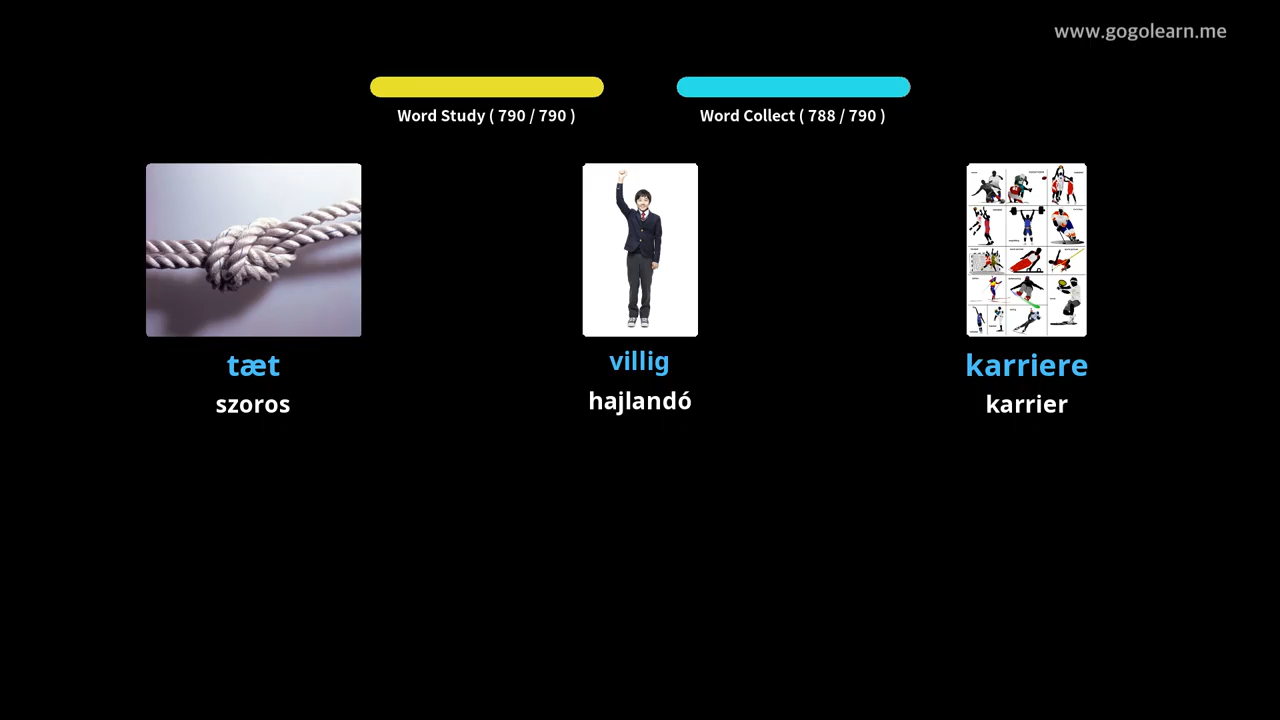 www.gogolearn.me
Word Study ( 790 / 790 )
Word Collect ( 788 / 790 )
tæt
szoros
villig
hajlandó
karriere
karrier